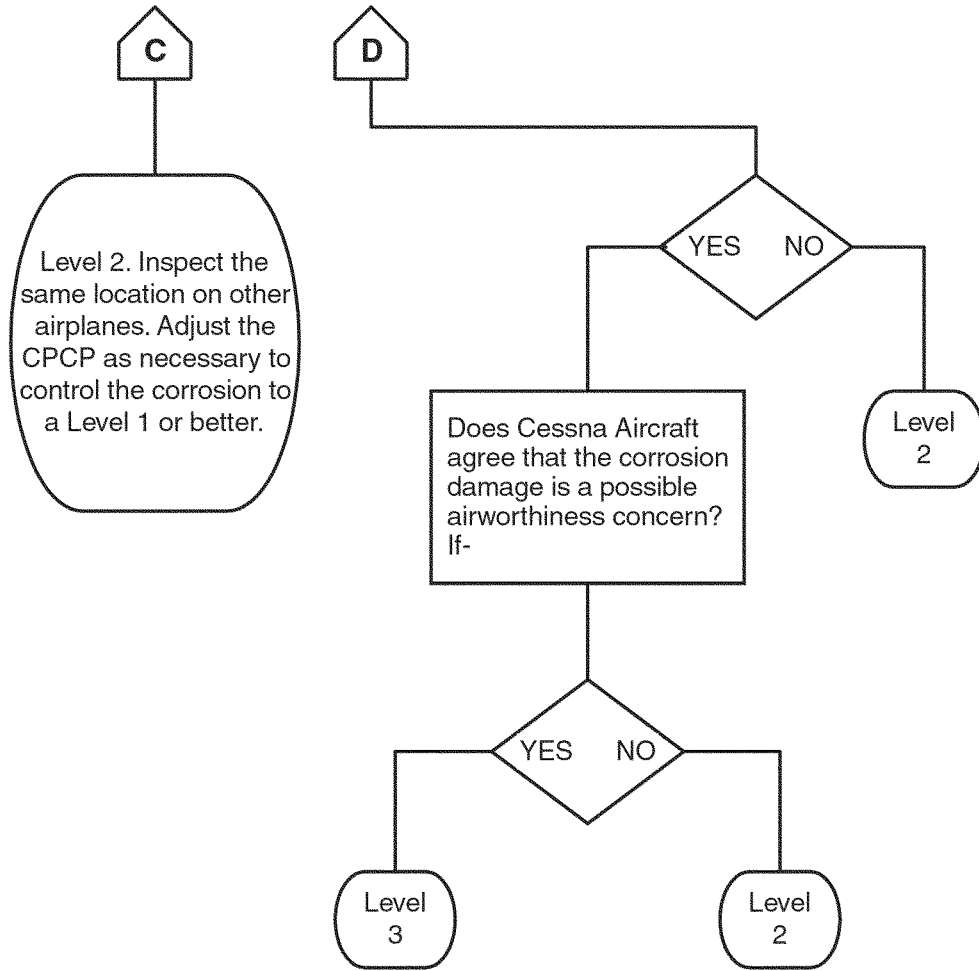 C
D
Level 2. Inspect the
same location on other
airplanes. Adjust the
CPCP as necessary to
control the corrosion to
a Level 1 or better.
YES NO
Level
2
Does Cessna Aircraft
agree that the corrosion
damage is a possible
airworthiness concern?
If-
YES NO
Level
3
Level
2